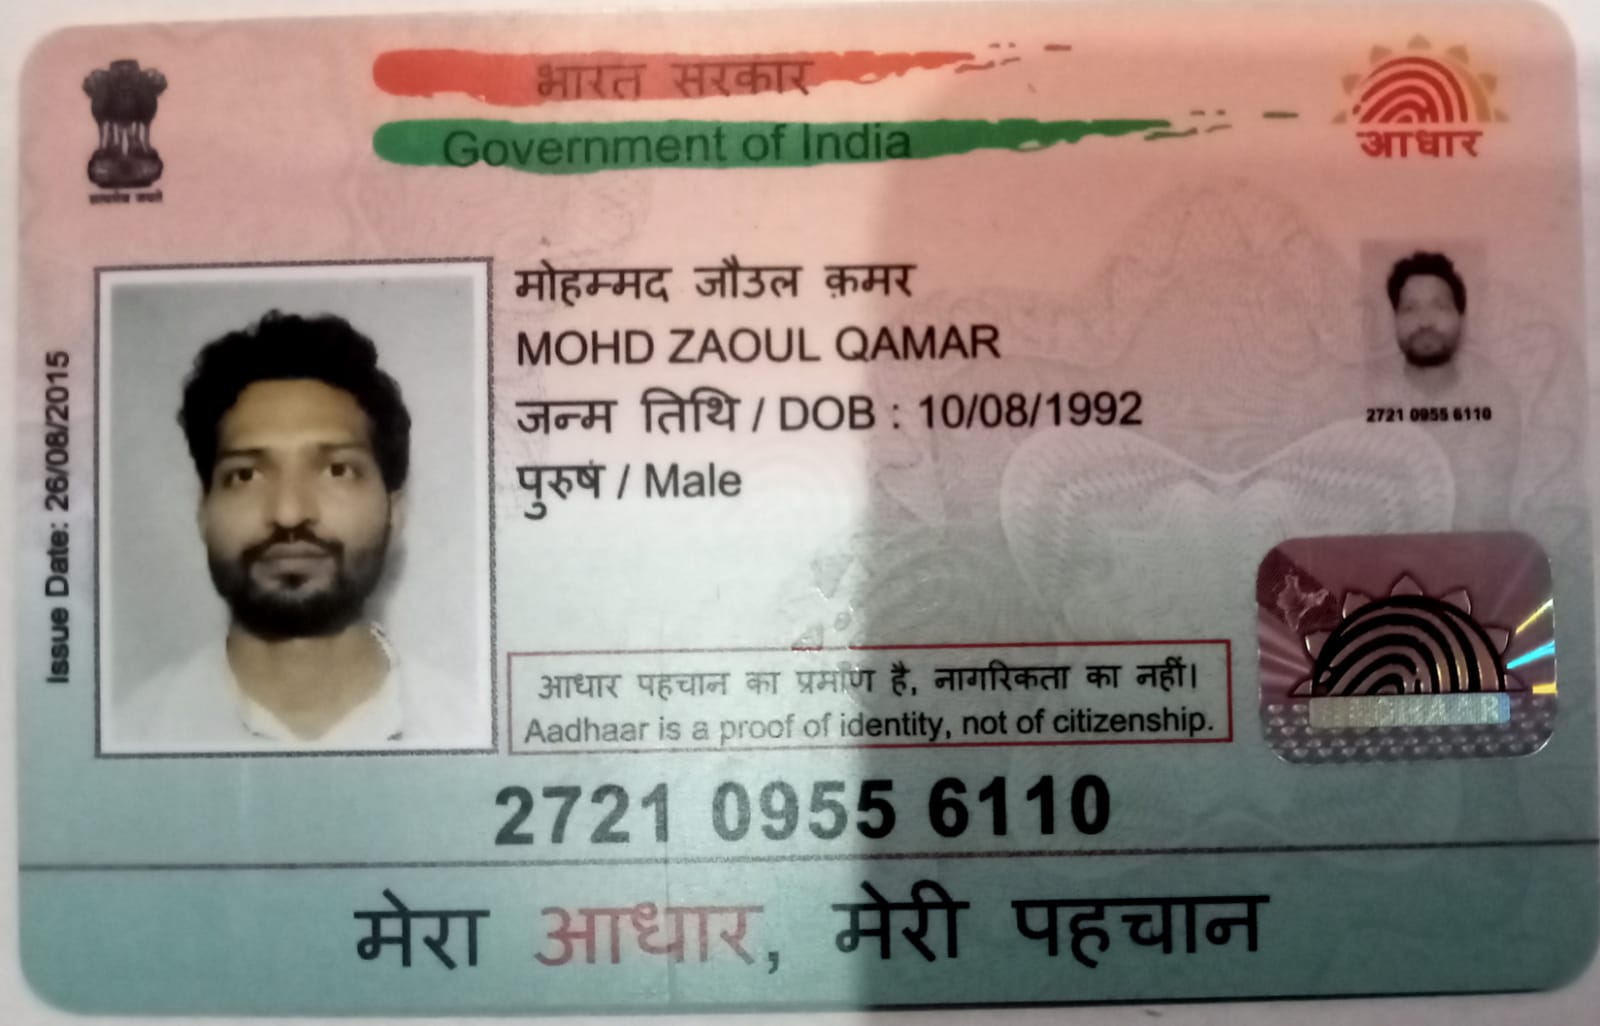 भारत सरकार
Government of India
आधार
सत्यमेव जयते
Issue Date: 26/08/2015
मोहम्मद जौउल क़मर
MOHD ZAOUL QAMAR
जन्म तिथि / DOB : 10/08/1992
पुरुष / Male
2721 0955 6110
आधार पहचान का प्रमाण है, नागरिकता का नहीं।
Aadhaar is a proof of identity, not of citizenship.
AADHAAR
2721 0955 6110
मेरा आधार, मेरी पहचान